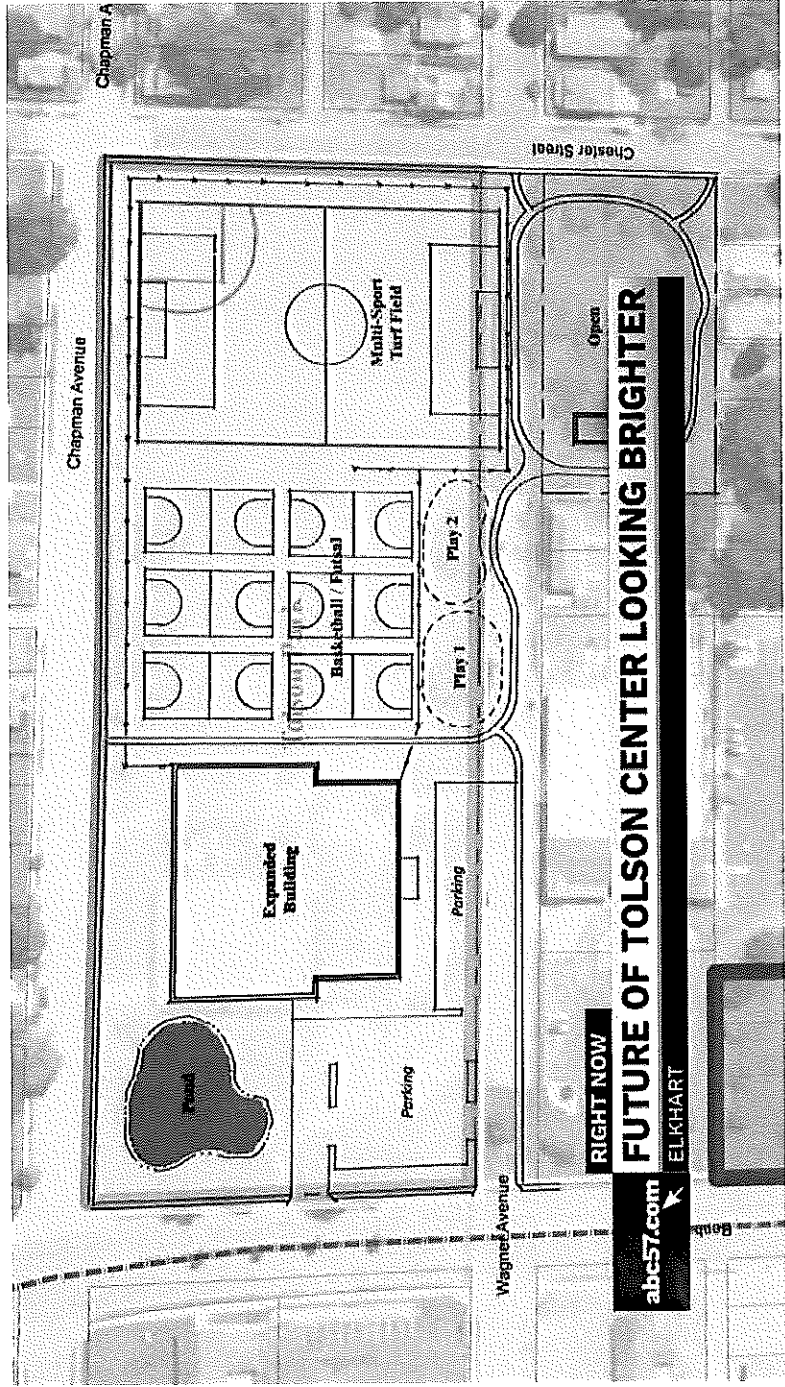 Chapman Avenue
Chapman A
Chester Street
Pond
Expanded
Building
Basketball / Futsal
Multi-Sport
Turf Field
Play 1
Play 2
Parking
Parking
Open
Wagner Avenue
RIGHT NOW
abc57.com
FUTURE OF TOLSON CENTER LOOKING BRIGHTER
ELKHART